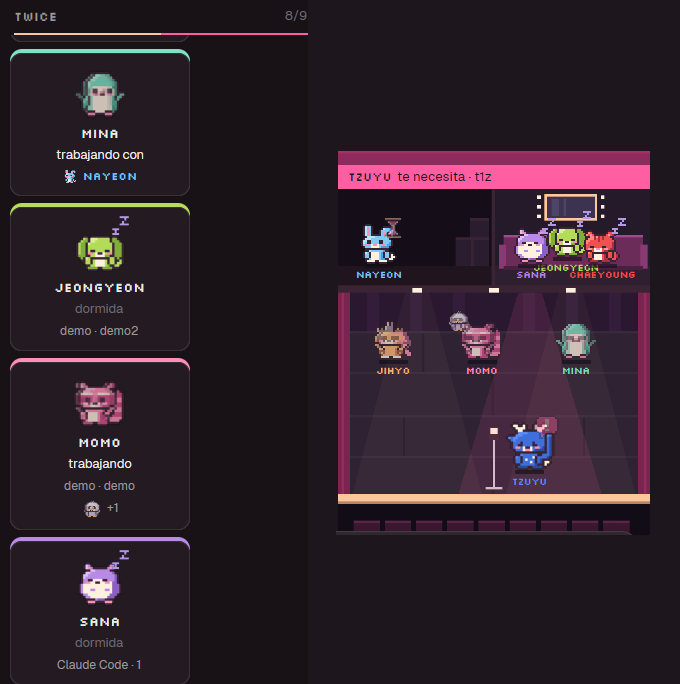 TWICE
8/9
MINA
trabajando con
NAYEON
JEONGYEON
dormida
demo · demo2
MOMO
trabajando
demo · demo
+1
SANA
dormida
Claude Code · 1
TZUYU te necesita · t1z
NAYEON
JEONGYEON
SANA
CHAEYOUNG
JIHYO
MOMO
MINA
TZUYU